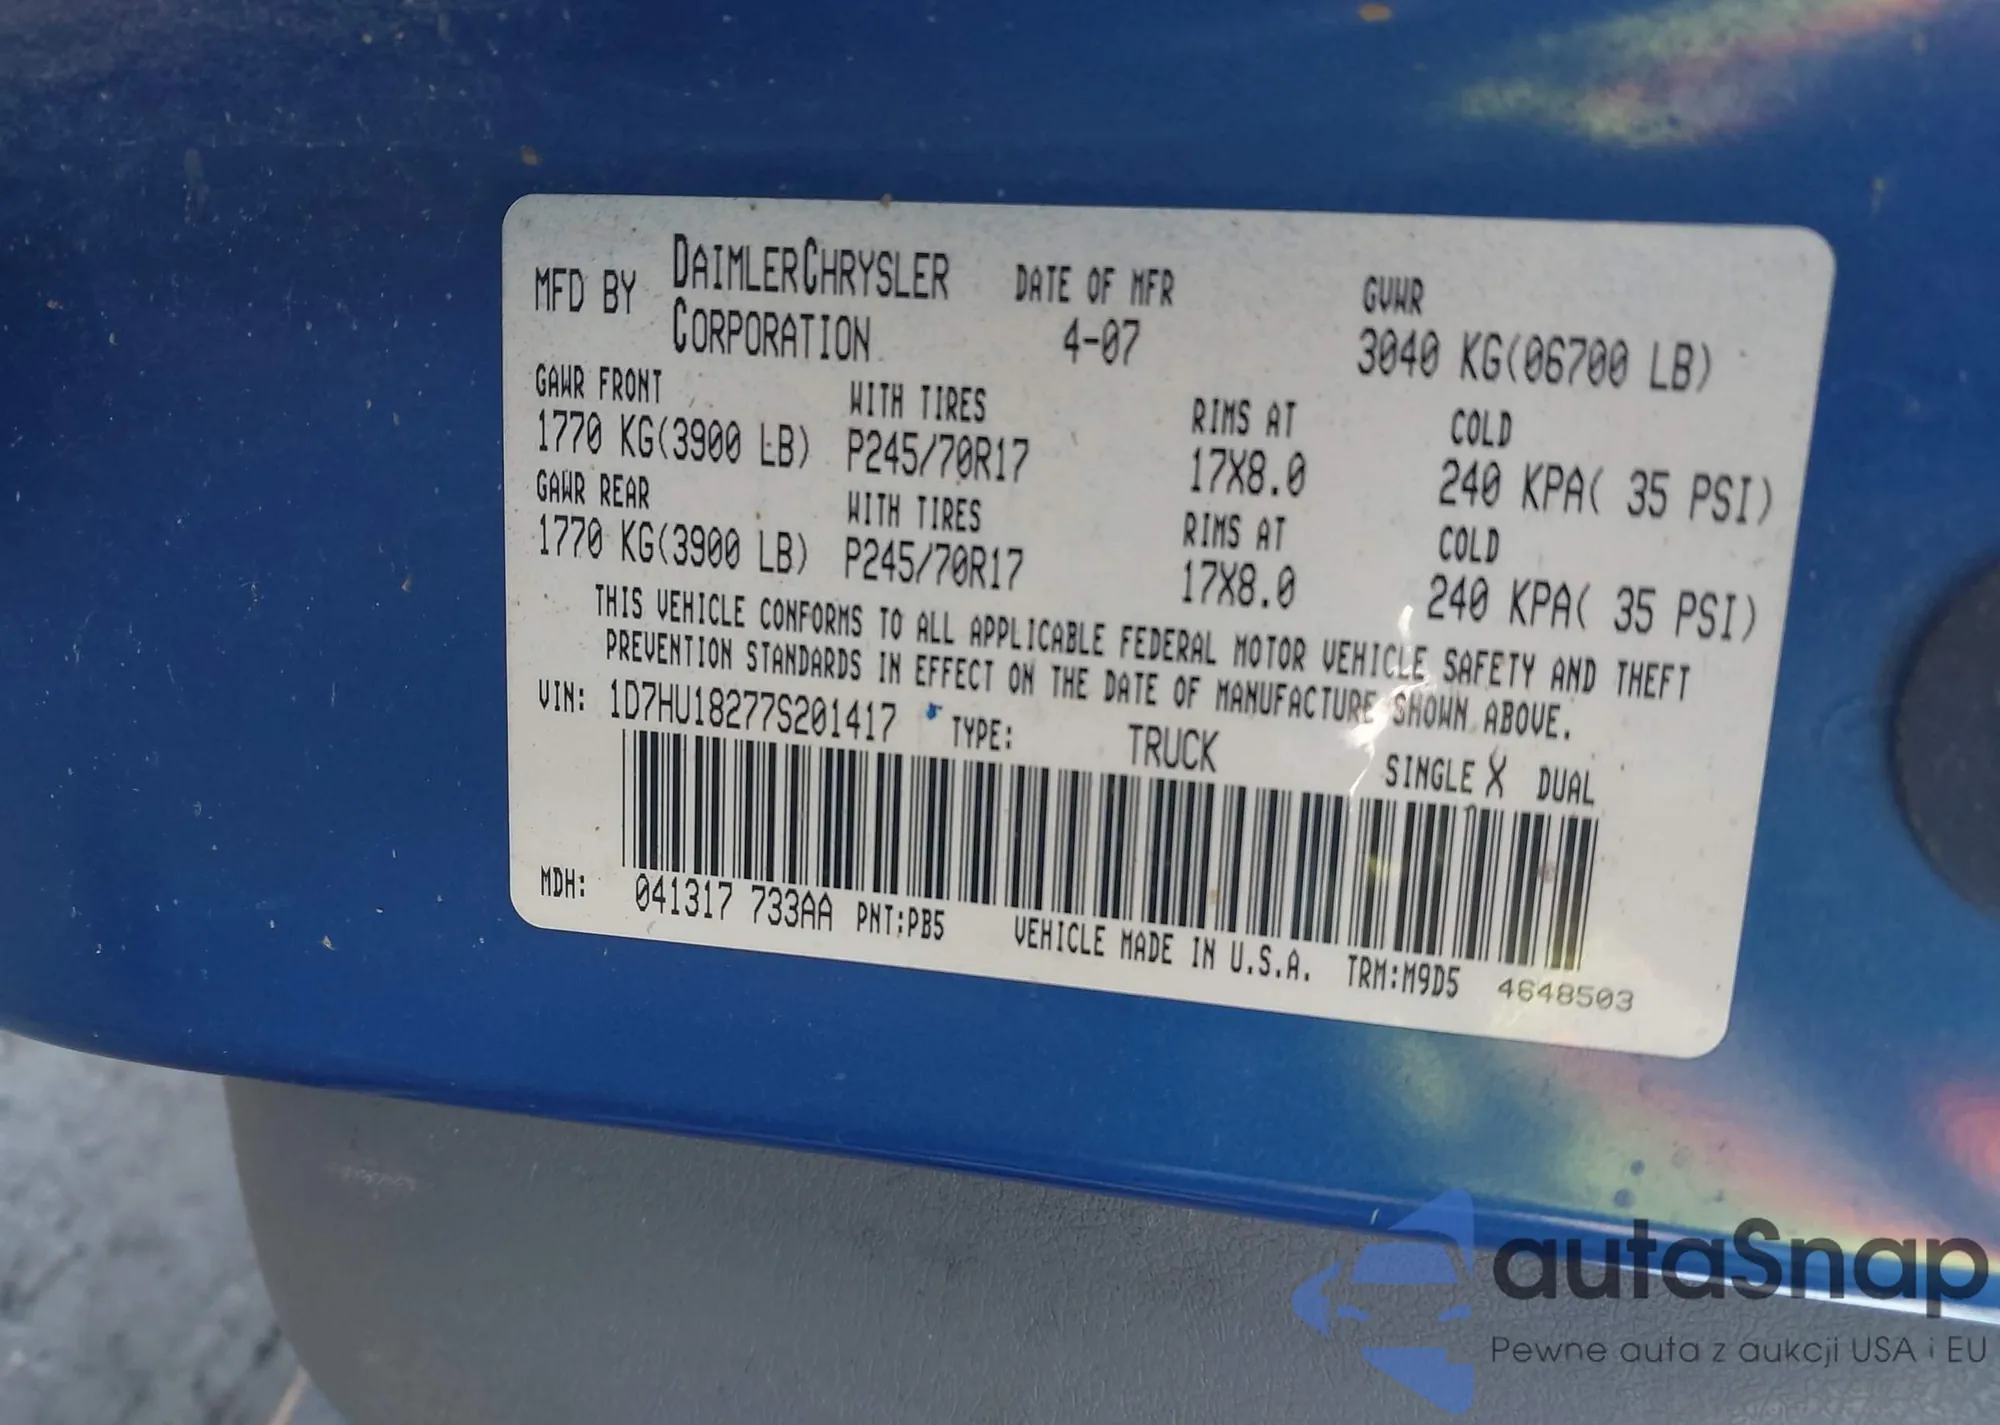 MFD BY DAIMLERCHRYSLER CORPORATION DATE OF MFR 4-07 GVWR 3040 KG(06700 LB)
GAWR FRONT WITH TIRES RIMS AT COLD
1770 KG(3900 LB) P245/70R17 17X8.0 240 KPA( 35 PSI)
GAWR REAR WITH TIRES RIMS AT COLD
1770 KG(3900 LB) P245/70R17 17X8.0 240 KPA( 35 PSI)
THIS VEHICLE CONFORMS TO ALL APPLICABLE FEDERAL MOTOR VEHICLE SAFETY AND THEFT
PREVENTION STANDARDS IN EFFECT ON THE DATE OF MANUFACTURE SHOWN ABOVE.
VIN: 1D7HU18277S201417 TYPE: TRUCK SINGLE X DUAL
MDH: 041317 733AA PNT:PB5 VEHICLE MADE IN U.S.A. TRM:M9D5 4648503
autaSnap
Pewne auta z aukcji USA i EU